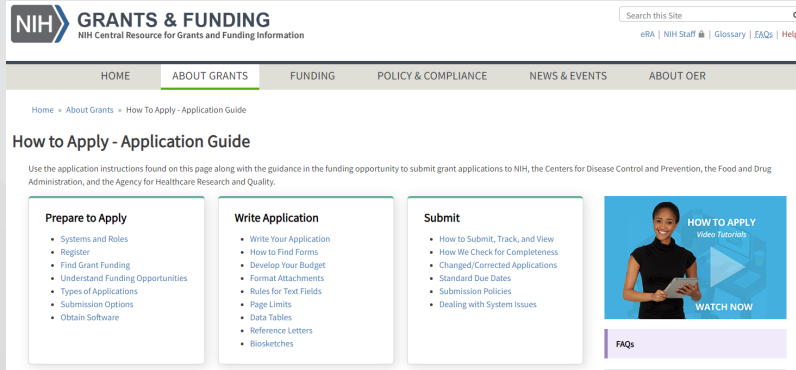 NIH
GRANTS & FUNDING
NIH Central Resource for Grants and Funding Information
Search this Site
eRA | NIH Staff | Glossary | FAQs | Help
HOME ABOUT GRANTS FUNDING POLICY & COMPLIANCE NEWS & EVENTS ABOUT OER
Home » About Grants » How To Apply - Application Guide
How to Apply - Application Guide
Use the application instructions found on this page along with the guidance in the funding opportunity to submit grant applications to NIH, the Centers for Disease Control and Prevention, the Food and Drug
Administration, and the Agency for Healthcare Research and Quality.
Prepare to Apply
• Systems and Roles
• Register
• Find Grant Funding
• Understand Funding Opportunities
• Types of Applications
• Submission Options
• Obtain Software
Write Application
• Write Your Application
• How to Find Forms
• Develop Your Budget
• Format Attachments
• Rules for Text Fields
• Page Limits
• Data Tables
• Reference Letters
• Biosketches
Submit
• How to Submit, Track, and View
• How We Check for Completeness
• Changed/Corrected Applications
• Standard Due Dates
• Submission Policies
• Dealing with System Issues
HOW TO APPLY
Video Tutorials
WATCH NOW
FAQs